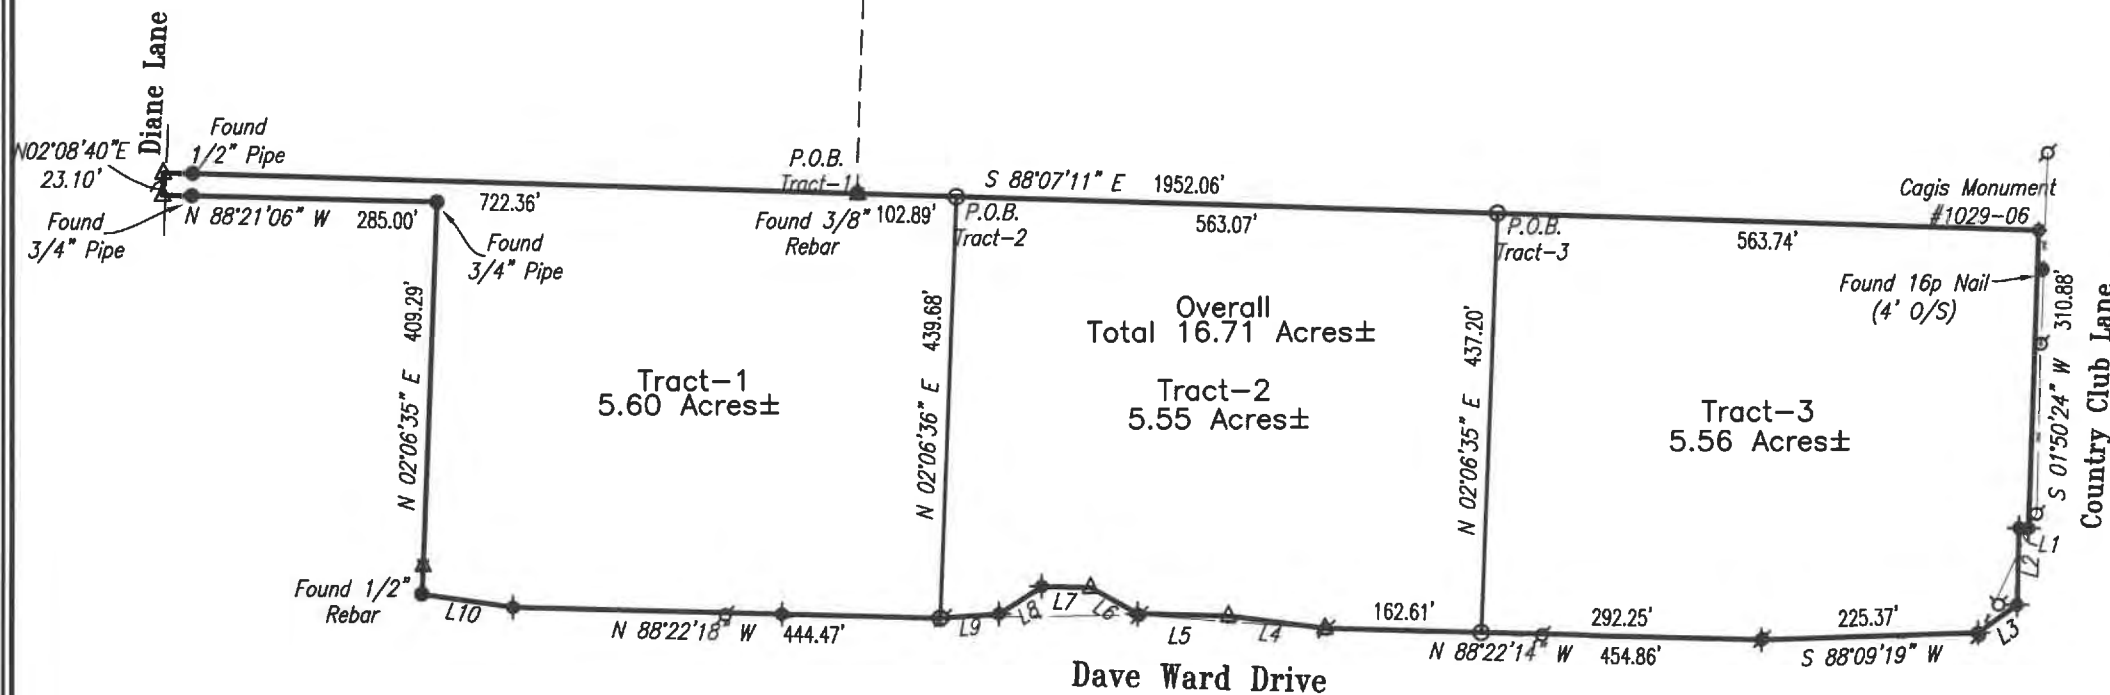 Diane Lane
N02°08'40"E
23.10'
Found
1/2" Pipe
Found
3/4" Pipe
N 88°21'06" W
285.00'
722.36'
Found
3/4" Pipe
P.O.B.
Tract-1
Found 3/8"
Rebar
102.89'
P.O.B.
Tract-2
S 88°07'11" E
1952.06'
563.07'
P.O.B.
Tract-3
563.74'
Cagis Monument
#1029-06
Found 16p Nail
(4' O/S)
S 01°50'24" W 310.88'
Country Club Lane
N 02°06'35" E 409.29'
Tract-1
5.60 Acres±
N 02°06'36" E 439.68'
Overall
Total 16.71 Acres±
Tract-2
5.55 Acres±
N 02°06'35" E 437.20'
Tract-3
5.56 Acres±
Found 1/2"
Rebar
L10
N 88°22'18" W
444.47'
L9
L8
L7
L6
L5
L4
162.61'
N 88°22'14" W
454.86'
292.25'
225.37'
S 88°09'19" W
L3
L2
L1
Dave Ward Drive